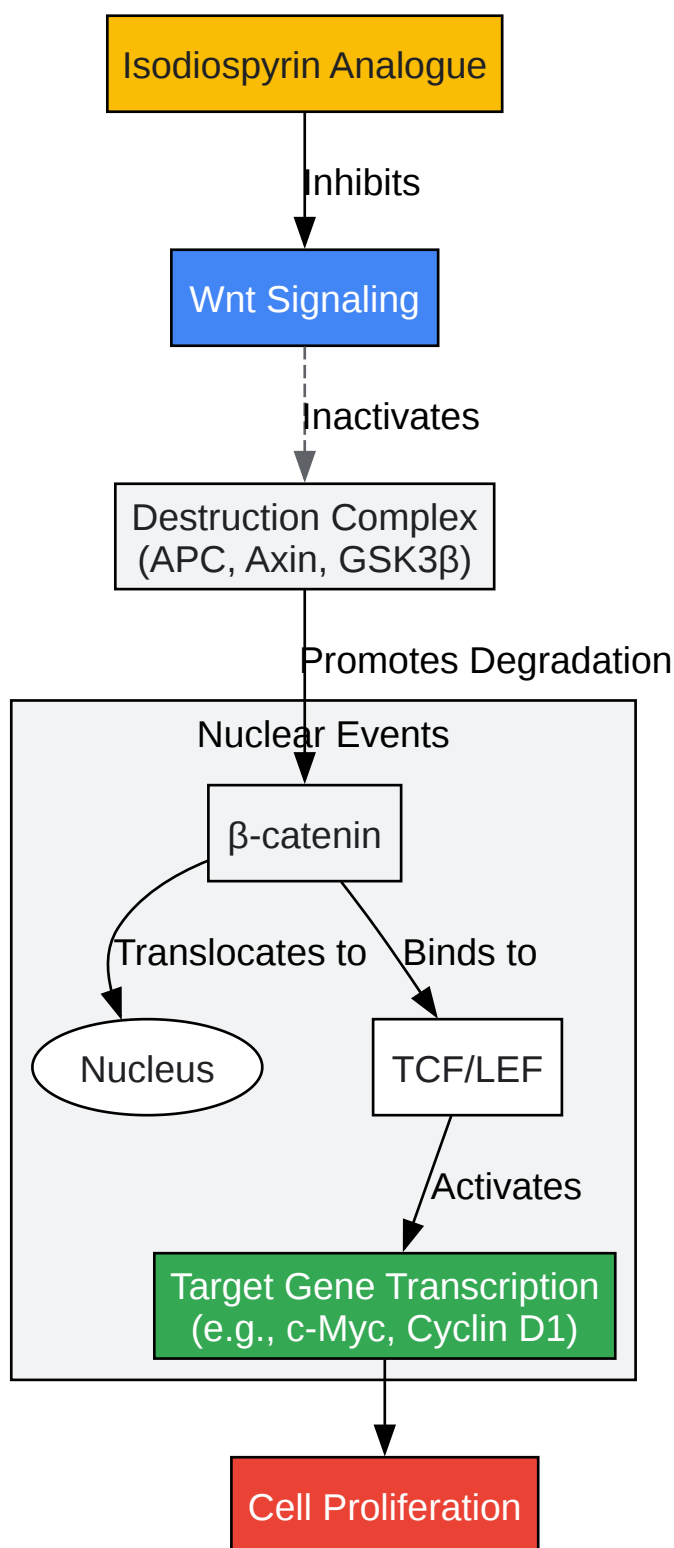 Isodiospyrin Analogue
Inhibits
Wnt Signaling
Inactivates
Destruction Complex
(APC, Axin, GSK3β)
Promotes Degradation
Nuclear Events
β-catenin
Translocates to
Binds to
Nucleus
TCF/LEF
Activates
Target Gene Transcription
(e.g., c-Myc, Cyclin D1)
Cell Proliferation